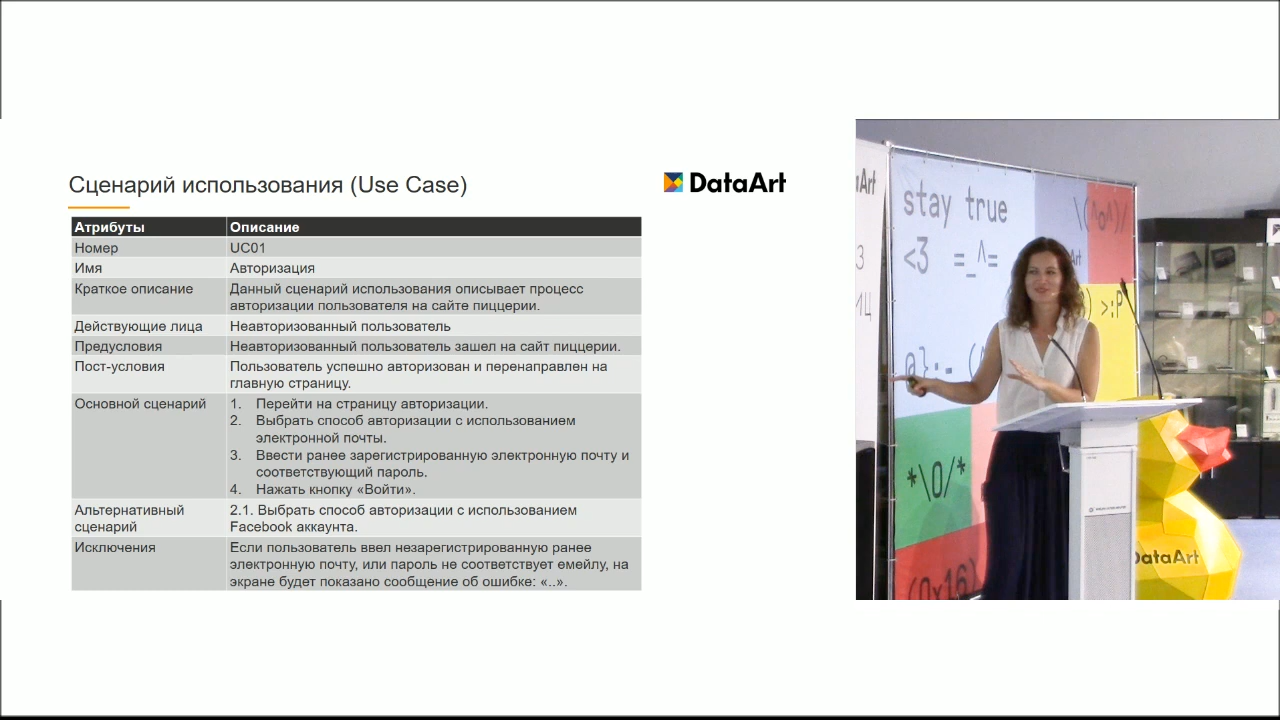 Сценарий использования (Use Case)
DataArt
Атрибуты Описание
Номер UC01
Имя Авторизация
Краткое описание Данный сценарий использования описывает процесс
авторизации пользователя на сайте пиццерии.
Действующие лица Неавторизованный пользователь
Предусловия Неавторизованный пользователь зашел на сайт пиццерии.
Пост-условия Пользователь успешно авторизован и перенаправлен на
главную страницу.
Основной сценарий 1. Перейти на страницу авторизации.
2. Выбрать способ авторизации с использованием
электронной почты.
3. Ввести ранее зарегистрированную электронную почту и
соответствующий пароль.
4. Нажать кнопку «Войти».
Альтернативный 2.1. Выбрать способ авторизации с использованием
сценарий Facebook аккаунта.
Исключения Если пользователь ввел незарегистрированную ранее
электронную почту, или пароль не соответствует емейлу, на
экране будет показано сообщение об ошибке: «..».
stay true
\(^o^)/
<3 =_^=
>:P
@}:-
*\O/*
(0x16)
DataArt